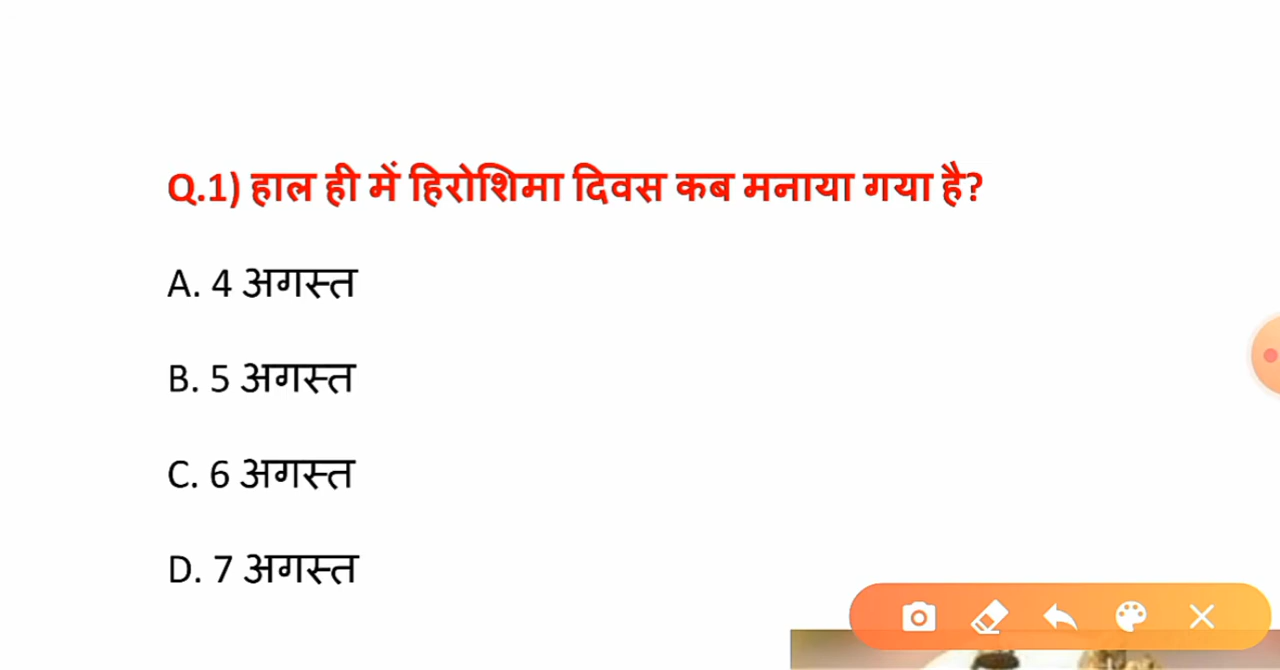 Q.1) हाल ही में हिरोशिमा दिवस कब मनाया गया है?
A. 4 अगस्त
B. 5 अगस्त
C. 6 अगस्त
D. 7 अगस्त